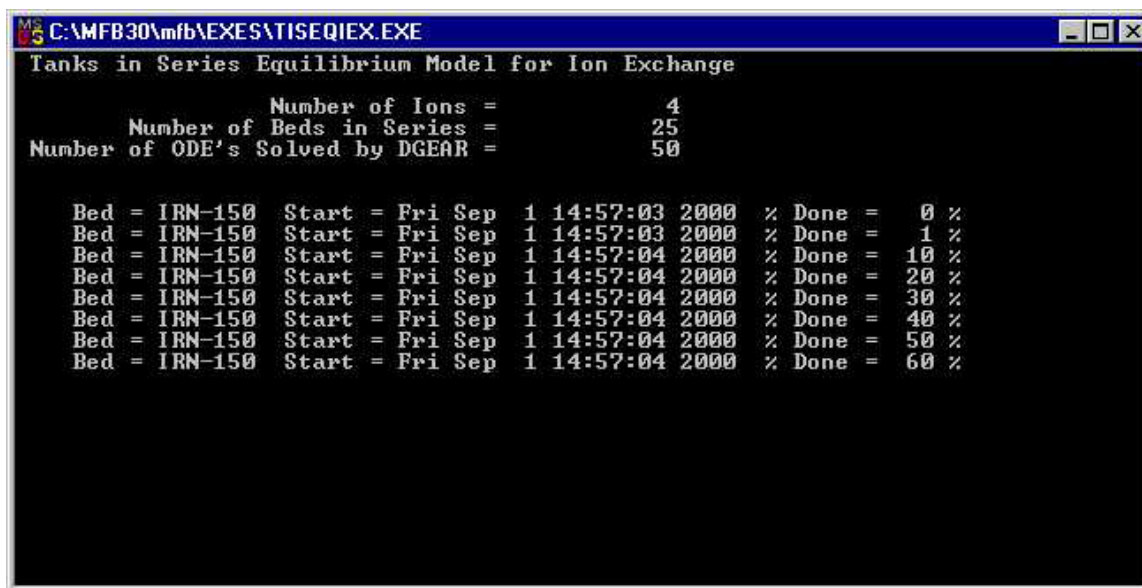 MS C:\MFB30\mfb\EXES\TISEQIEX.EXE
Tanks in Series Equilibrium Model for Ion Exchange
Number of Ions = 4
Number of Beds in Series = 25
Number of ODE's Solved by DGEAR = 50
Bed = IRN-150 Start = Fri Sep 1 14:57:03 2000 % Done = 0 %
Bed = IRN-150 Start = Fri Sep 1 14:57:03 2000 % Done = 1 %
Bed = IRN-150 Start = Fri Sep 1 14:57:04 2000 % Done = 10 %
Bed = IRN-150 Start = Fri Sep 1 14:57:04 2000 % Done = 20 %
Bed = IRN-150 Start = Fri Sep 1 14:57:04 2000 % Done = 30 %
Bed = IRN-150 Start = Fri Sep 1 14:57:04 2000 % Done = 40 %
Bed = IRN-150 Start = Fri Sep 1 14:57:04 2000 % Done = 50 %
Bed = IRN-150 Start = Fri Sep 1 14:57:04 2000 % Done = 60 %